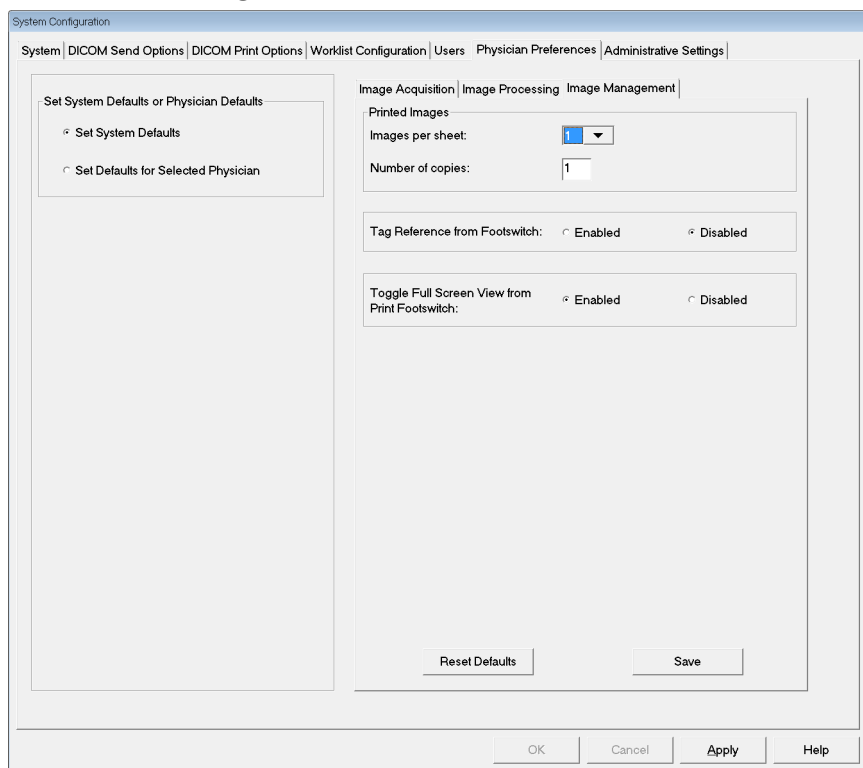 System Configuration
System DICOM Send Options DICOM Print Options Worklist Configuration Users Physician Preferences Administrative Settings
Set System Defaults or Physician Defaults
Set System Defaults
Set Defaults for Selected Physician
Image Acquisition Image Processing Image Management
Printed Images
Images per sheet: 1
Number of copies: 1
Tag Reference from Footswitch: Enabled Disabled
Toggle Full Screen View from
Print Footswitch: Enabled Disabled
Reset Defaults Save
OK Cancel Apply Help